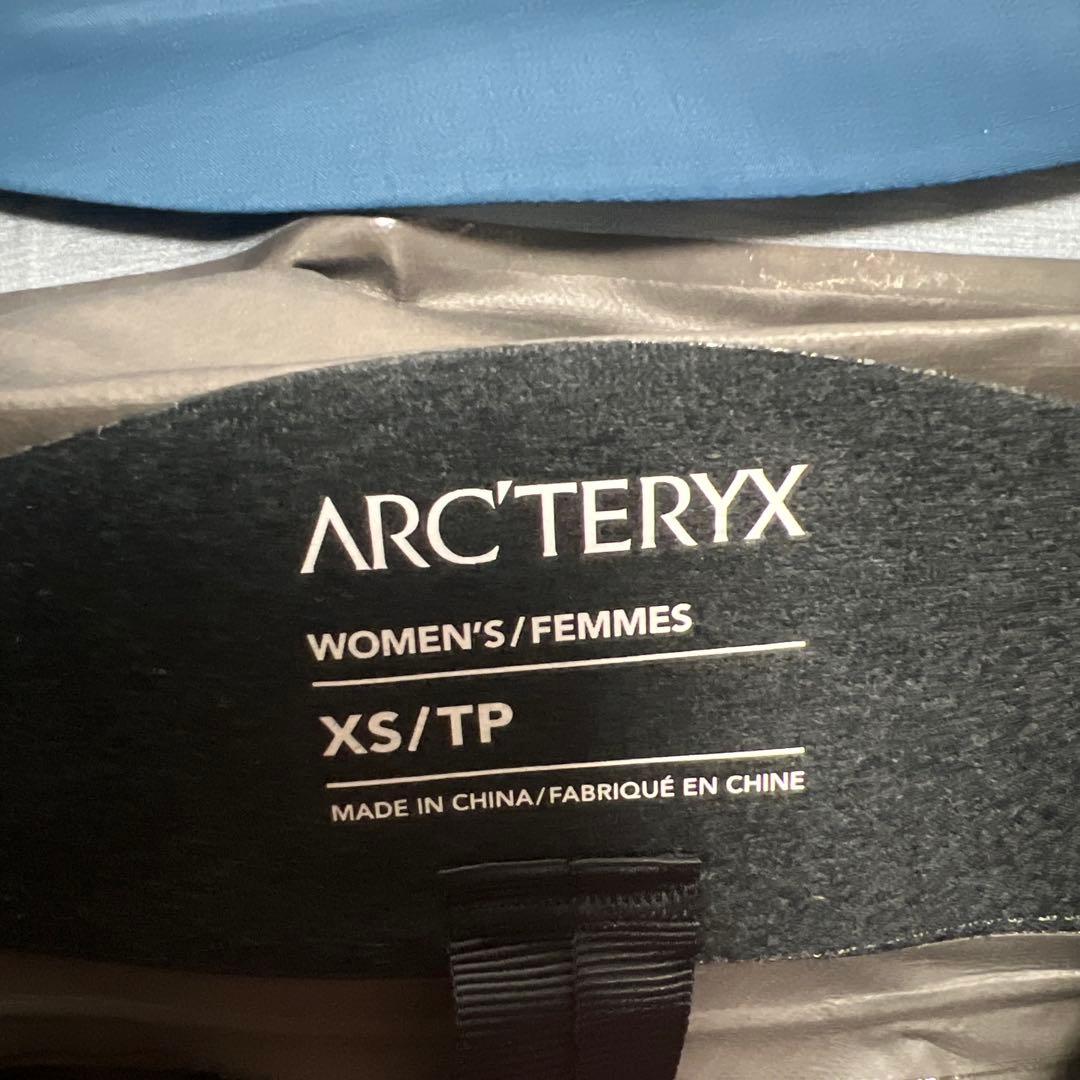 ARC'TERYX
WOMEN'S/FEMMES
XS/TP
MADE IN CHINA/FABRIQUÉ EN CHINE